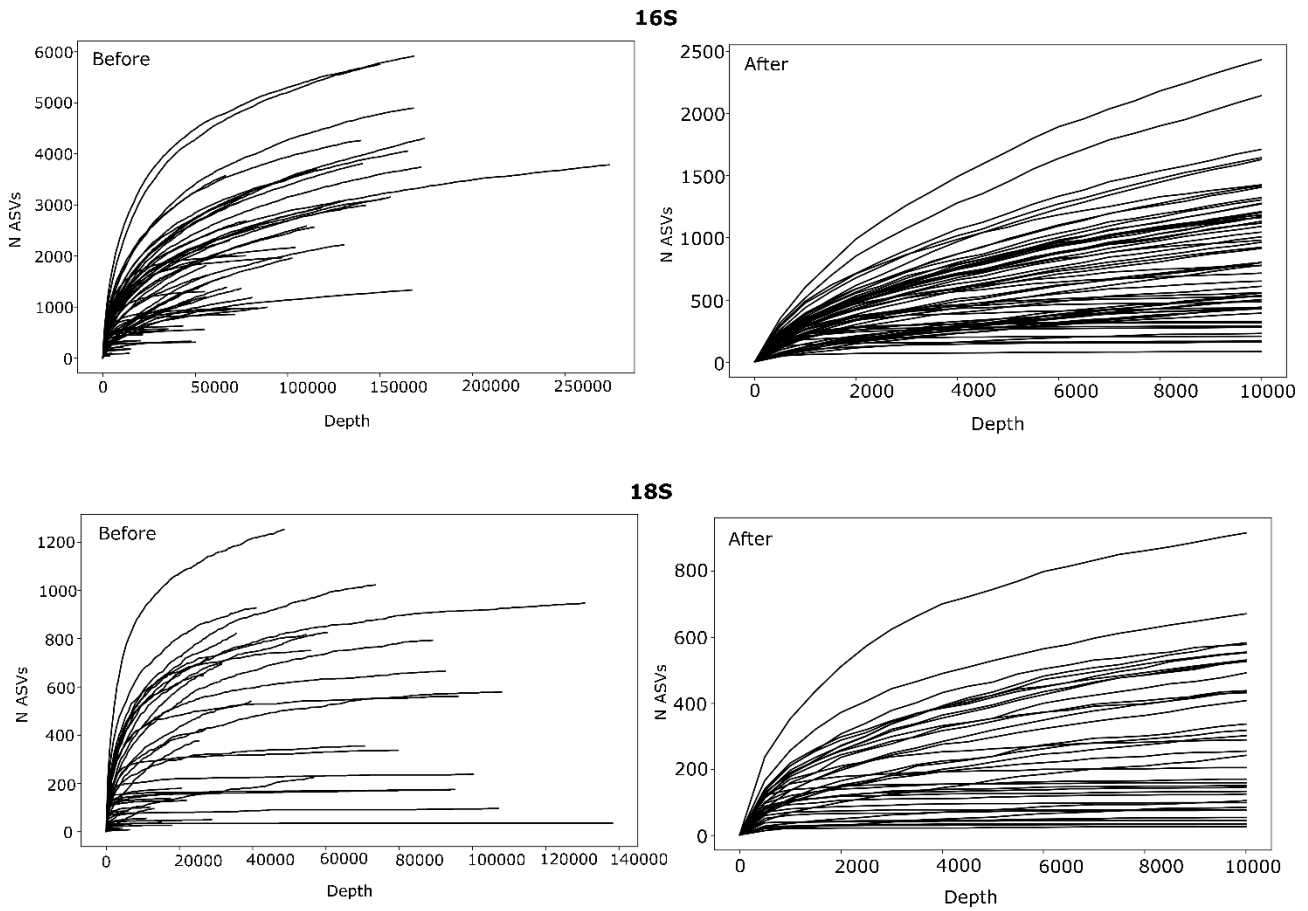 16S
Before
6000
5000
4000
3000
2000
1000
0
N ASVs
0 50000 100000 150000 200000 250000
Depth
After
2500
2000
1500
1000
500
0
N ASVs
0 2000 4000 6000 8000 10000
Depth
18S
Before
1200
1000
800
600
400
200
0
N ASVs
0 20000 40000 60000 80000 100000 120000 140000
Depth
After
800
600
400
200
0
N ASVs
0 2000 4000 6000 8000 10000
Depth